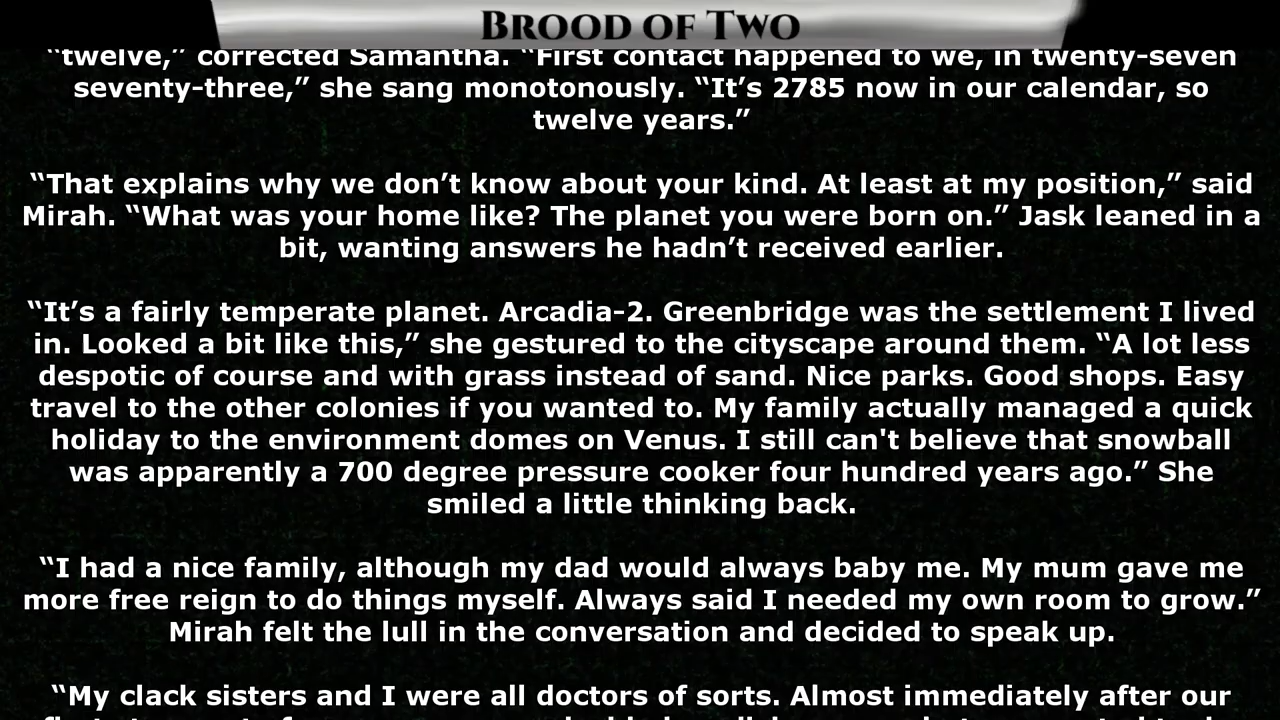 Brood of Two
“twelve,” corrected Samantha. “First contact happened to we, in twenty-seven
seventy-three,” she sang monotonously. “It’s 2785 now in our calendar, so
twelve years.”
“That explains why we don’t know about your kind. At least at my position,” said
Mirah. “What was your home like? The planet you were born on.” Jask leaned in a
bit, wanting answers he hadn’t received earlier.
“It’s a fairly temperate planet. Arcadia-2. Greenbridge was the settlement I lived
in. Looked a bit like this,” she gestured to the cityscape around them. “A lot less
despotic of course and with grass instead of sand. Nice parks. Good shops. Easy
travel to the other colonies if you wanted to. My family actually managed a quick
holiday to the environment domes on Venus. I still can't believe that snowball
was apparently a 700 degree pressure cooker four hundred years ago.” She
smiled a little thinking back.
“I had a nice family, although my dad would always baby me. My mum gave me
more free reign to do things myself. Always said I needed my own room to grow.”
Mirah felt the lull in the conversation and decided to speak up.
“My clack sisters and I were all doctors of sorts. Almost immediately after our